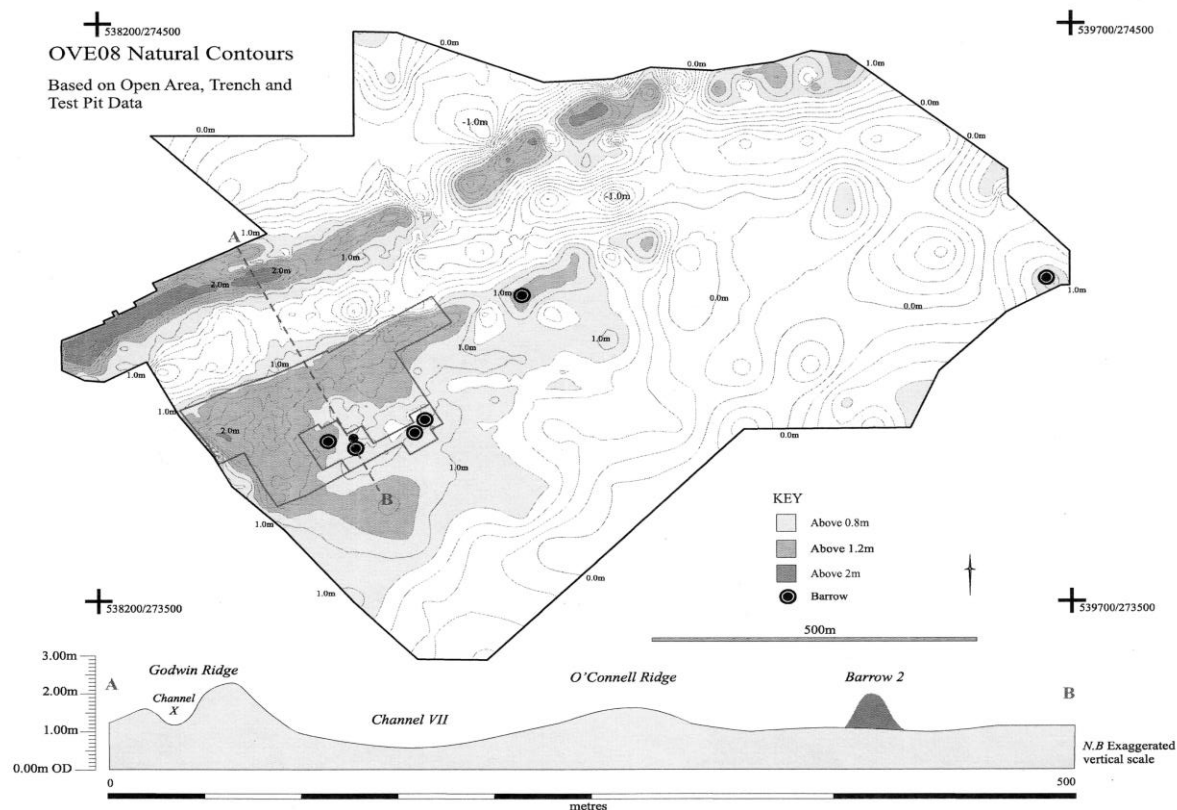 538200/274500
539700/274500
OVE08 Natural Contours
Based on Open Area, Trench and
Test Pit Data
0.0m
0.0m
1.0m
0.0m
-1.0m
0.0m
0.0m
-1.0m
A
1.0m
1.0m
2.0m
2.0m
1.0m
0.0m
0.0m
1.0m
1.0m
1.0m
1.0m
1.0m
1.0m
2.0m
0.0m
1.0m
B
1.0m
0.0m
1.0m
KEY
Above 0.8m
Above 1.2m
Above 2m
Barrow
538200/273500
539700/273500
500m
3.00m
2.00m
1.00m
0.00m OD
A
Godwin Ridge
Channel
X
Channel VII
O'Connell Ridge
Barrow 2
B
N.B Exaggerated
vertical scale
0
500
metres